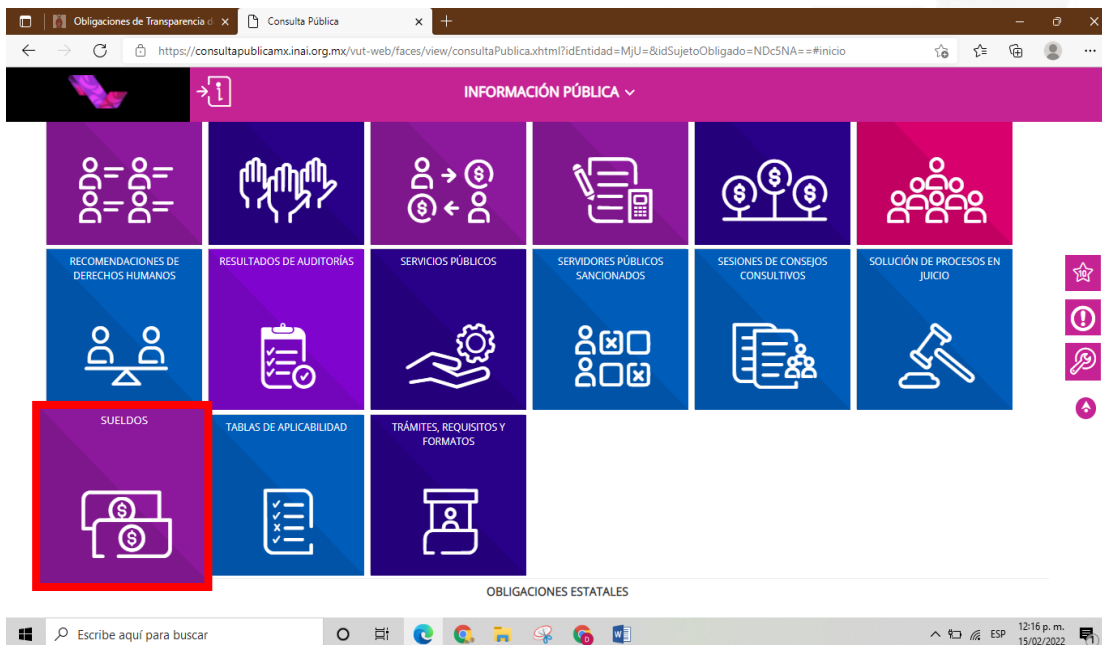 Obligaciones de Transparencia d
Consulta Pública
https://consultapublicamx.inai.org.mx/vut-web/faces/view/consultaPublica.xhtml?idEntidad=MjU=&idSujetoObligado=NDc5NA==#inicio
INFORMACIÓN PÚBLICA
RECOMENDACIONES DE
DERECHOS HUMANOS
RESULTADOS DE AUDITORÍAS
SERVICIOS PÚBLICOS
SERVIDORES PÚBLICOS
SANCIONADOS
SESIONES DE CONSEJOS
CONSULTIVOS
SOLUCIÓN DE PROCESOS EN
JUICIO
10
SUELDOS
TABLAS DE APLICABILIDAD
TRÁMITES, REQUISITOS Y
FORMATOS
OBLIGACIONES ESTATALES
Escribe aquí para buscar
ESP
12:16 p. m.
15/02/2022
1